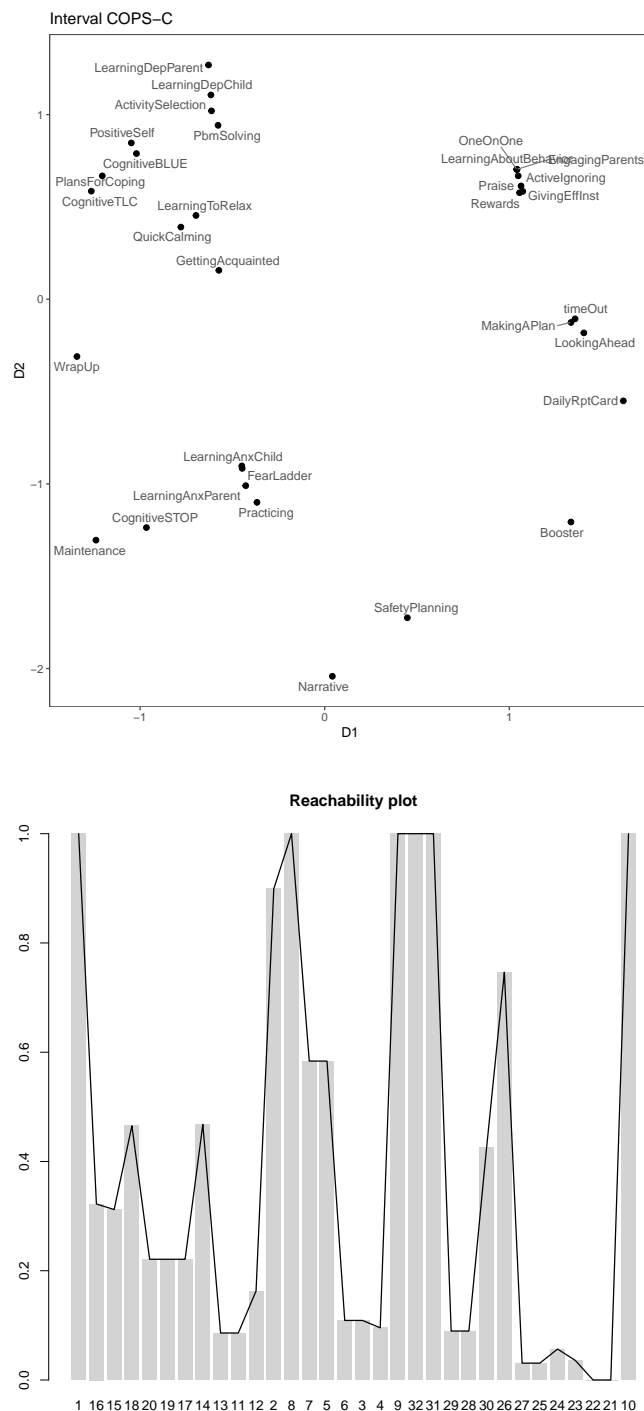 Interval COPS−C
LearningDepParent
LearningDepChild
ActivitySelection
PbmSolving
PositiveSelf
CognitiveBLUE
PlansForCoping
CognitiveTLC
LearningToRelax
QuickCalming
GettingAcquainted
OneOnOne
LearningAboutBehavior
EngagingParents
ActiveIgnoring
Praise
GivingEffInst
Rewards
timeOut
MakingAPlan
LookingAhead
WrapUp
DailyRptCard
LearningAnxChild
FearLadder
LearningAnxParent
Practicing
CognitiveSTOP
Maintenance
Booster
SafetyPlanning
Narrative
1
0
−1
−2
D2
−1 0 1
D1
Reachability plot
1.0
0.8
0.6
0.4
0.2
0.0
1 16 15 18 20 19 17 14 13 11 12 2 8 7 5 6 3 4 9 32 31 29 28 30 26 27 25 24 23 22 21 10